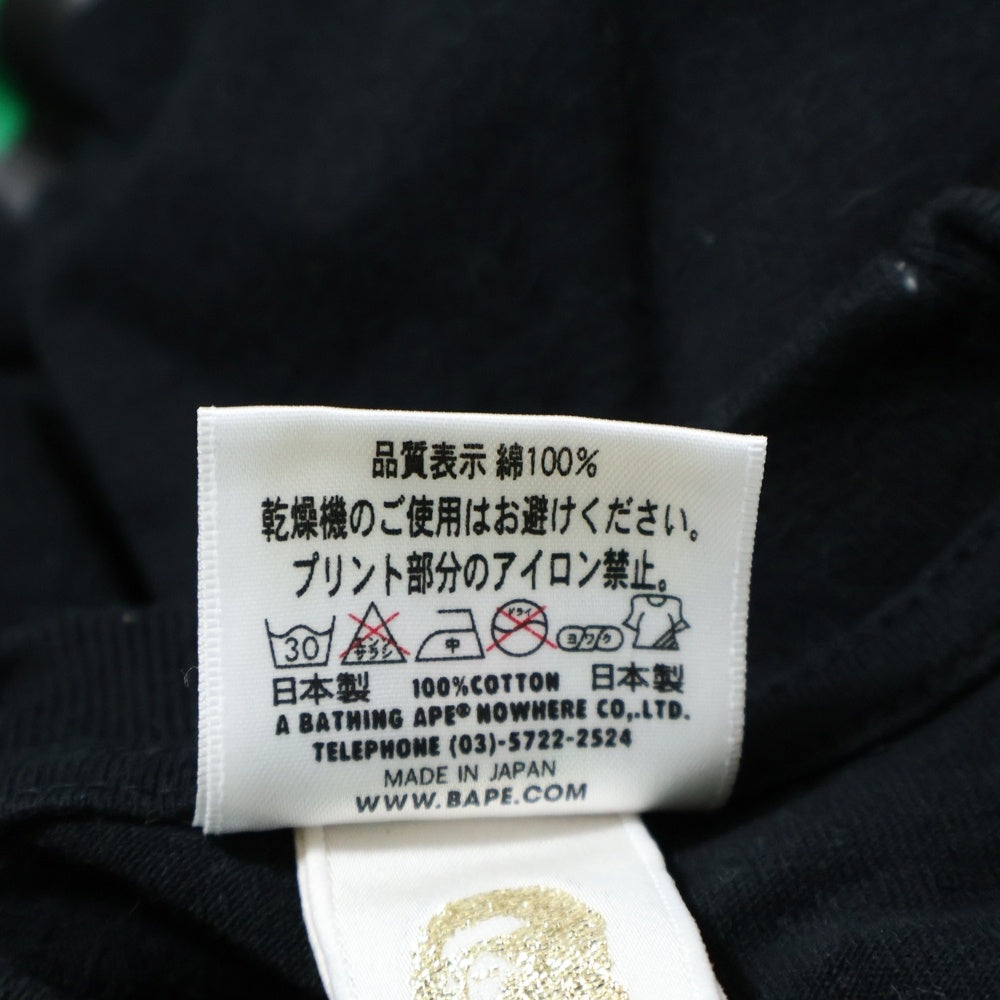 品質表示 綿100%
乾燥機のご使用はお避けください。
プリント部分のアイロン禁止。
30 エンソ サラシ 中 ドライ ヨワク
日本製 100%COTTON 日本製
A BATHING APE® NOWHERE CO,.LTD.
TELEPHONE (03)-5722-2524
MADE IN JAPAN
WWW.BAPE.COM